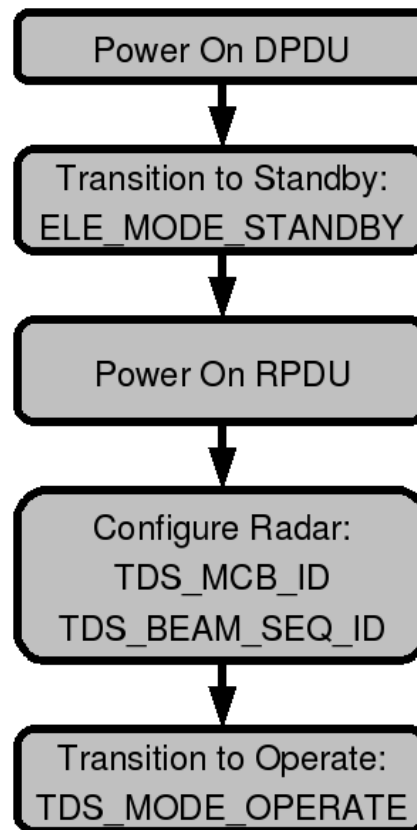 Power On DPDU
Transition to Standby:
ELE_MODE_STANDBY
Power On RPDU
Configure Radar:
TDS_MCB_ID
TDS_BEAM_SEQ_ID
Transition to Operate:
TDS_MODE_OPERATE